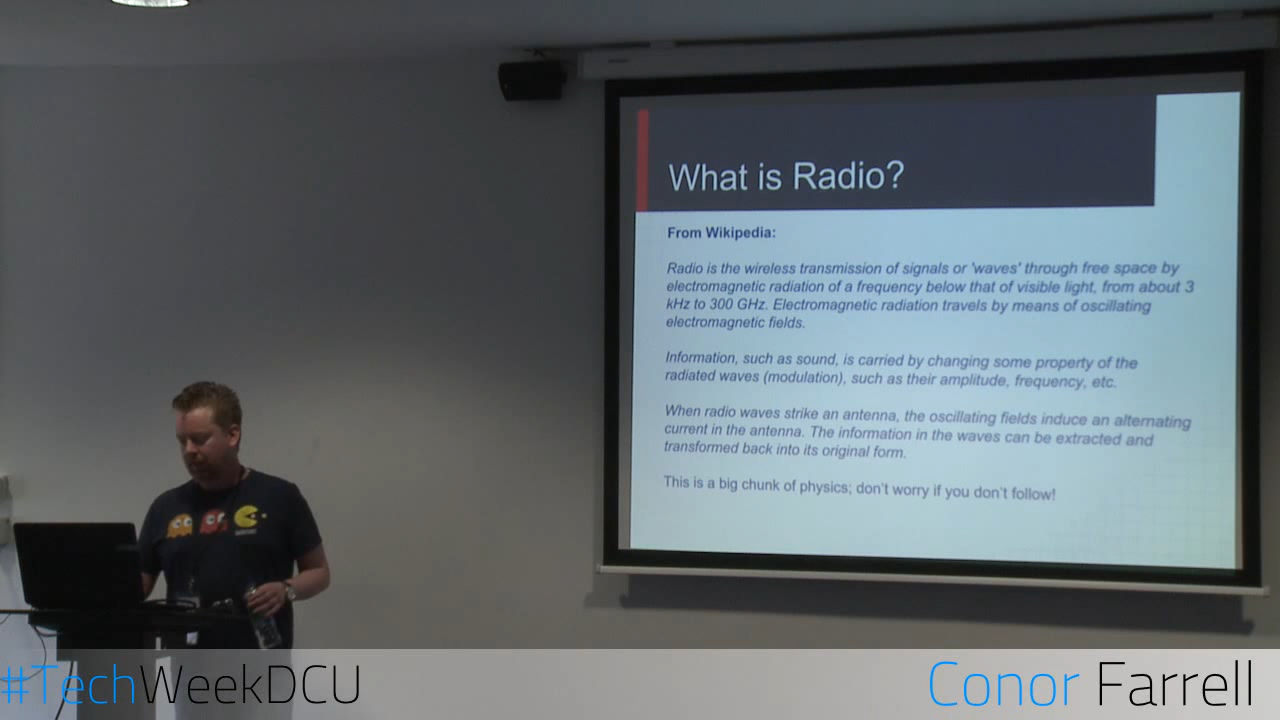 What is Radio?
From Wikipedia:
Radio is the wireless transmission of signals or 'waves' through free space by
electromagnetic radiation of a frequency below that of visible light, from about 3
kHz to 300 GHz. Electromagnetic radiation travels by means of oscillating
electromagnetic fields.
Information, such as sound, is carried by changing some property of the
radiated waves (modulation), such as their amplitude, frequency, etc.
When radio waves strike an antenna, the oscillating fields induce an alternating
current in the antenna. The information in the waves can be extracted and
transformed back into its original form.
This is a big chunk of physics; don't worry if you don't follow!
#TechWeekDCU
Conor Farrell